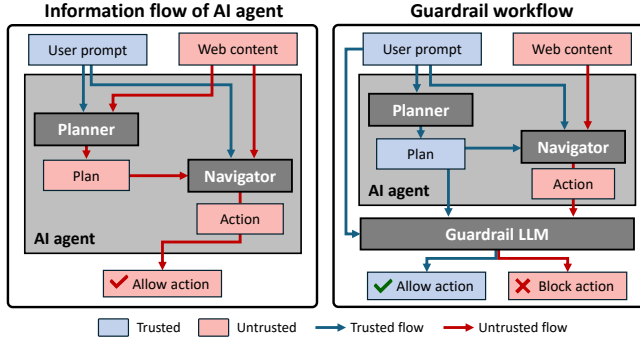 Information flow of AI agent
User prompt
Web content
Planner
Plan
Navigator
Action
AI agent
Allow action
Guardrail workflow
User prompt
Web content
Planner
Plan
Navigator
Action
AI agent
Guardrail LLM
Allow action
Block action
Trusted
Untrusted
Trusted flow
Untrusted flow